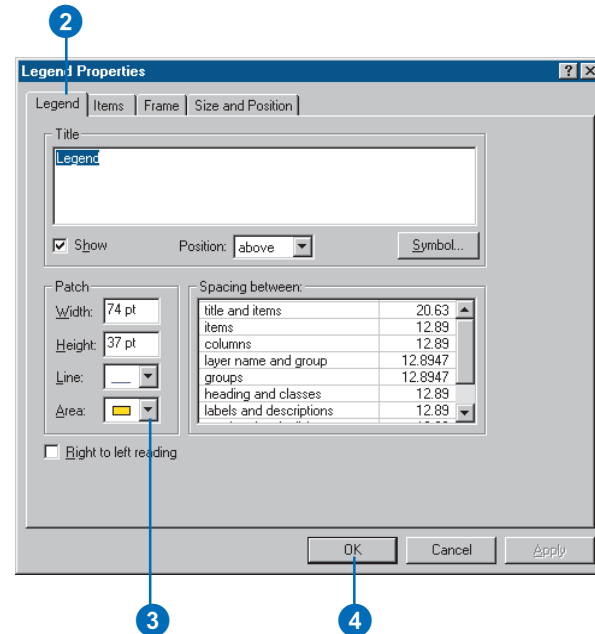 2
Legend Properties
Legend Items Frame Size and Position
Title
Legend
Show Position: above Symbol...
Patch
Width: 74 pt
Height: 37 pt
Line:
Area:
Spacing between:
title and items 20.63
items 12.89
columns 12.89
layer name and group 12.8947
groups 12.8947
heading and classes 12.89
labels and descriptions 12.89
Right to left reading
OK Cancel Apply
3 4